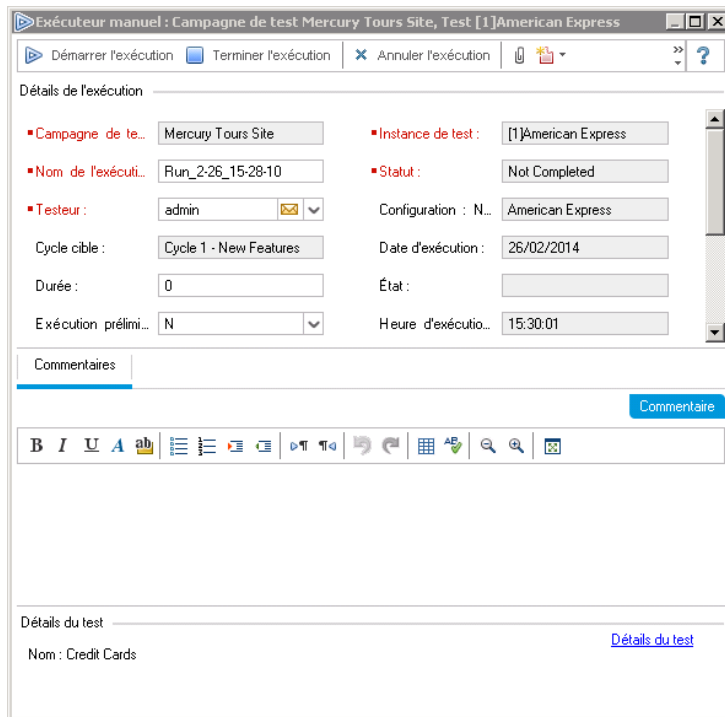 Exécuteur manuel : Campagne de test Mercury Tours Site, Test [1]American Express
Démarrer l'exécution Terminer l'exécution Annuler l'exécution
Détails de l'exécution
Campagne de te... Mercury Tours Site Instance de test : [1]American Express
Nom de l'exécuti... Run_2-26_15-28-10 Statut : Not Completed
Testeur : admin Configuration : N... American Express
Cycle cible : Cycle 1 - New Features Date d'exécution : 26/02/2014
Durée : 0 État :
Exécution prélimi... N Heure d'exécutio... 15:30:01
Commentaires
Commentaire
B I U A ab
Détails du test
Détails du test
Nom : Credit Cards